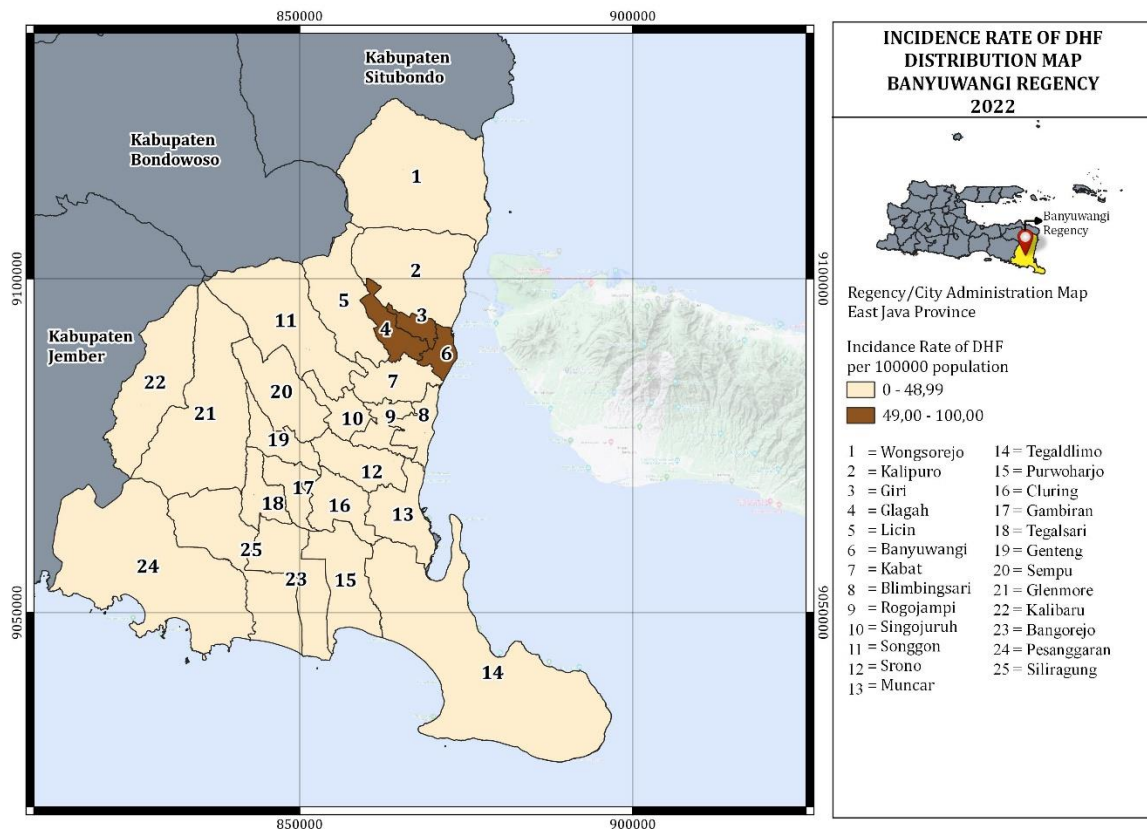 850000
900000
Kabupaten
Situbondo
Kabupaten
Bondowoso
Kabupaten
Jember
9100000
9100000
9050000
9050000
1
2
3
4
5
6
7
8
9
10
11
12
13
14
15
16
17
18
19
20
21
22
23
24
25
850000
900000
INCIDENCE RATE OF DHF
DISTRIBUTION MAP
BANYUWANGI REGENCY
2022
Banyuwangi
Regency
Regency/City Administration Map
East Java Province
Incidence Rate of DHF
per 100000 population
0 - 48,99
49,00 - 100,00
1 = Wongsorejo
2 = Kalipuro
3 = Giri
4 = Glagah
5 = Licin
6 = Banyuwangi
7 = Kabat
8 = Blimbingsari
9 = Rogojampi
10 = Singojuruh
11 = Songgon
12 = Srono
13 = Muncar
14 = Tegaldlimo
15 = Purwoharjo
16 = Cluring
17 = Gambiran
18 = Tegalsari
19 = Genteng
20 = Sempu
21 = Glenmore
22 = Kalibaru
23 = Bangorejo
24 = Pesanggaran
25 = Siliragung